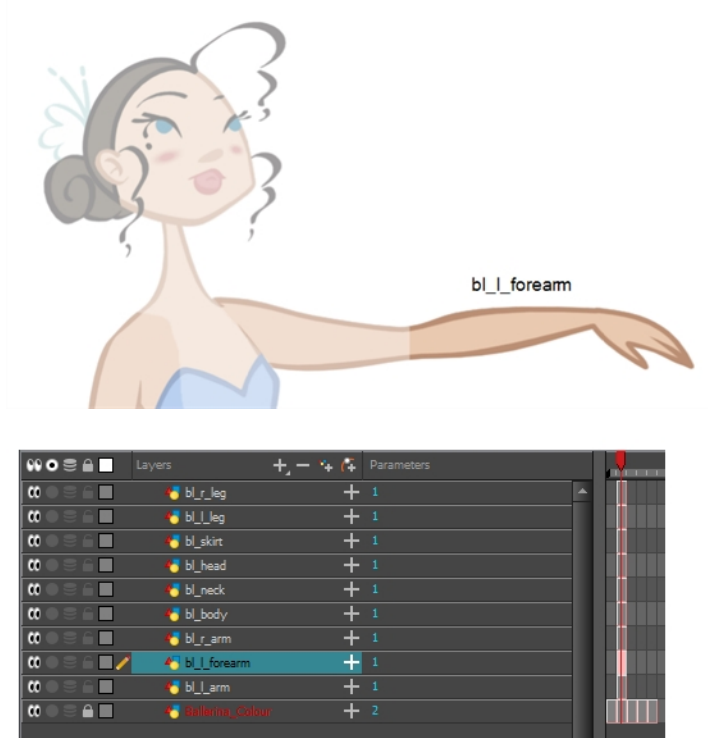 bl_l_forearm
Layers Parameters
bl_r_leg 1
bl_l_leg 1
bl_skirt 1
bl_head 1
bl_neck 1
bl_body 1
bl_r_arm 1
bl_l_forearm 1
bl_l_arm 1
Ballerina_Colour 2